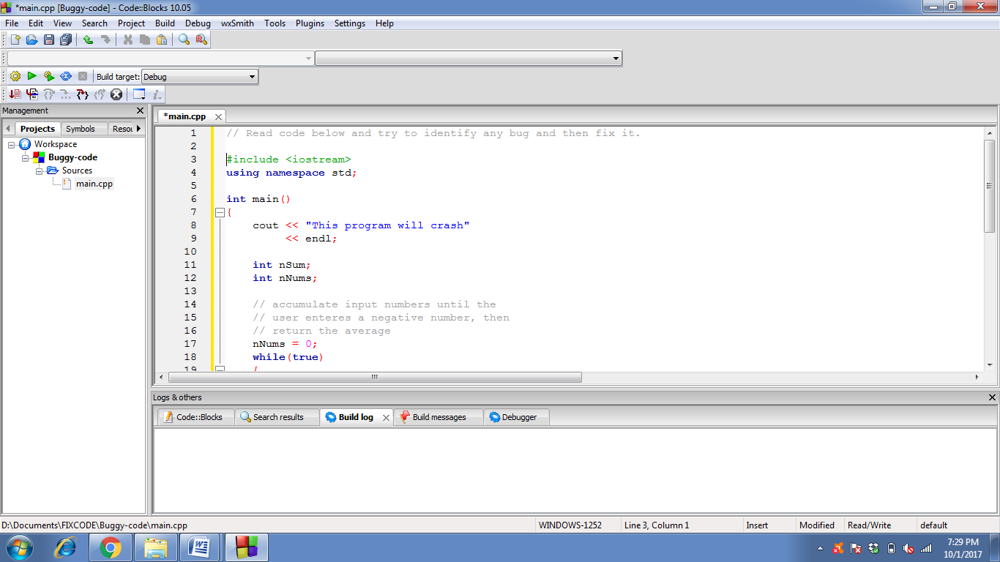 *main.cpp [Buggy-code] - Code::Blocks 10.05
File Edit View Search Project Build Debug wxSmith Tools Plugins Settings Help
Build target: Debug
Management
Projects Symbols Resou
Workspace
Buggy-code
Sources
main.cpp
*main.cpp
1 // Read code below and try to identify any bug and then fix it.
2
3 #include <iostream>
4 using namespace std;
5
6 int main()
7 {
8 cout << "This program will crash"
9 << endl;
10
11 int nSum;
12 int nNums;
13
14 // accumulate input numbers until the
15 // user enteres a negative number, then
16 // return the average
17 nNums = 0;
18 while(true)
19 {
Logs & others
Code::Blocks Search results Build log Build messages Debugger
D:\Documents\FIXCODE\Buggy-code\main.cpp WINDOWS-1252 Line 3, Column 1 Insert Modified Read/Write default
7:29 PM
10/1/2017